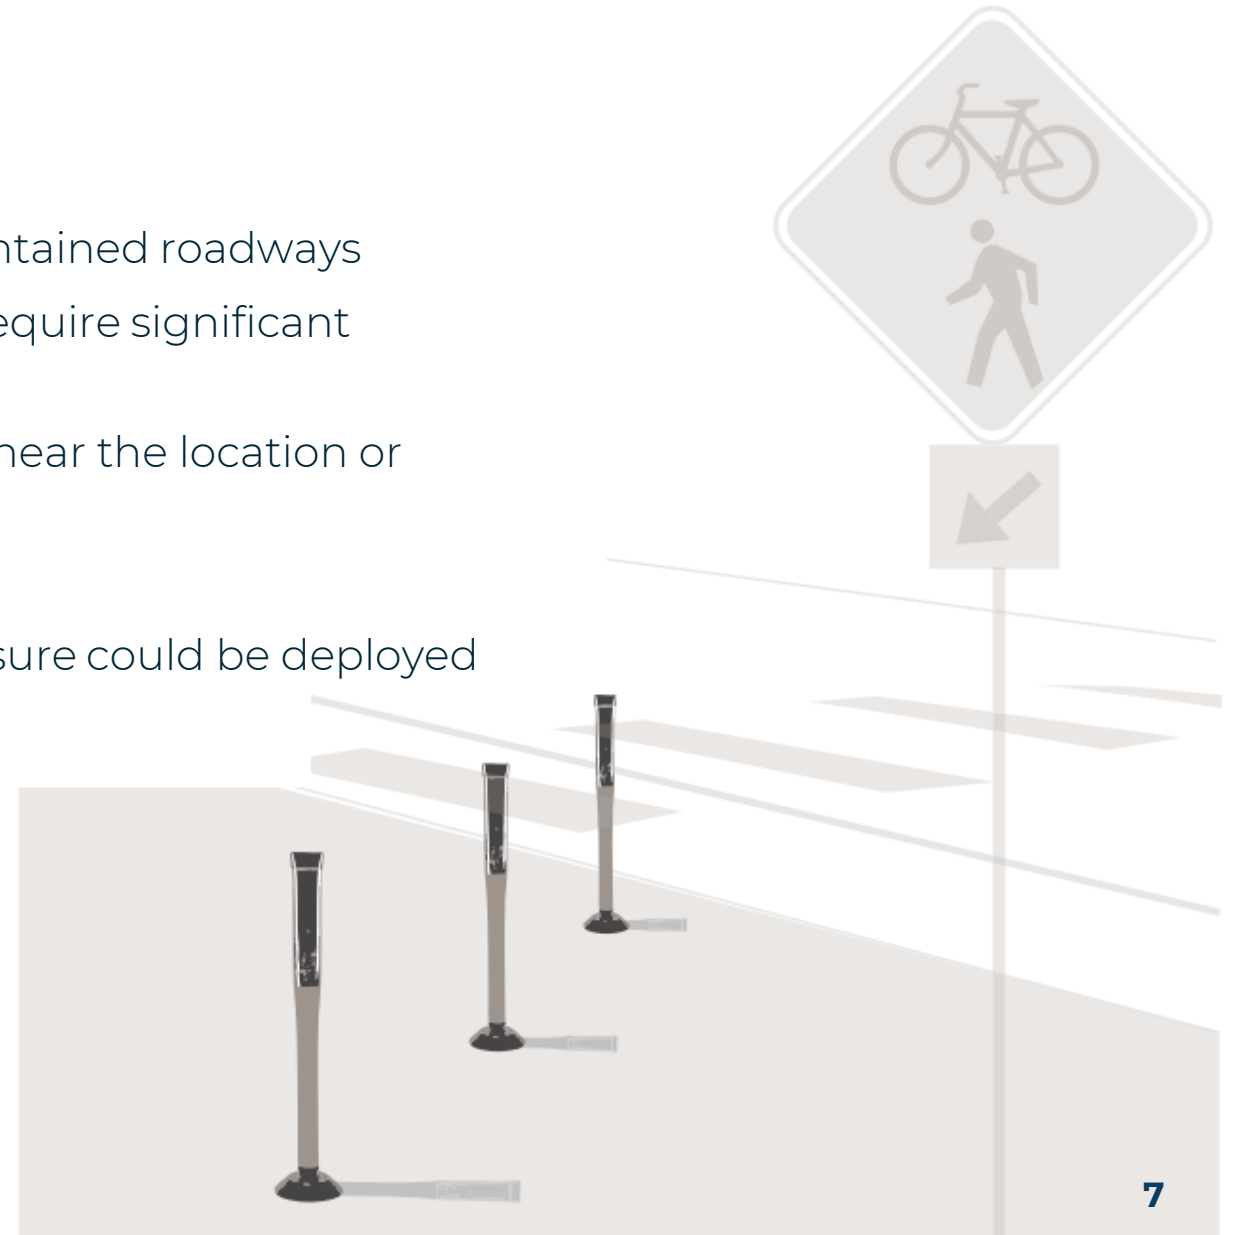 ntained roadways
equire significant
near the location or
sure could be deployed
7